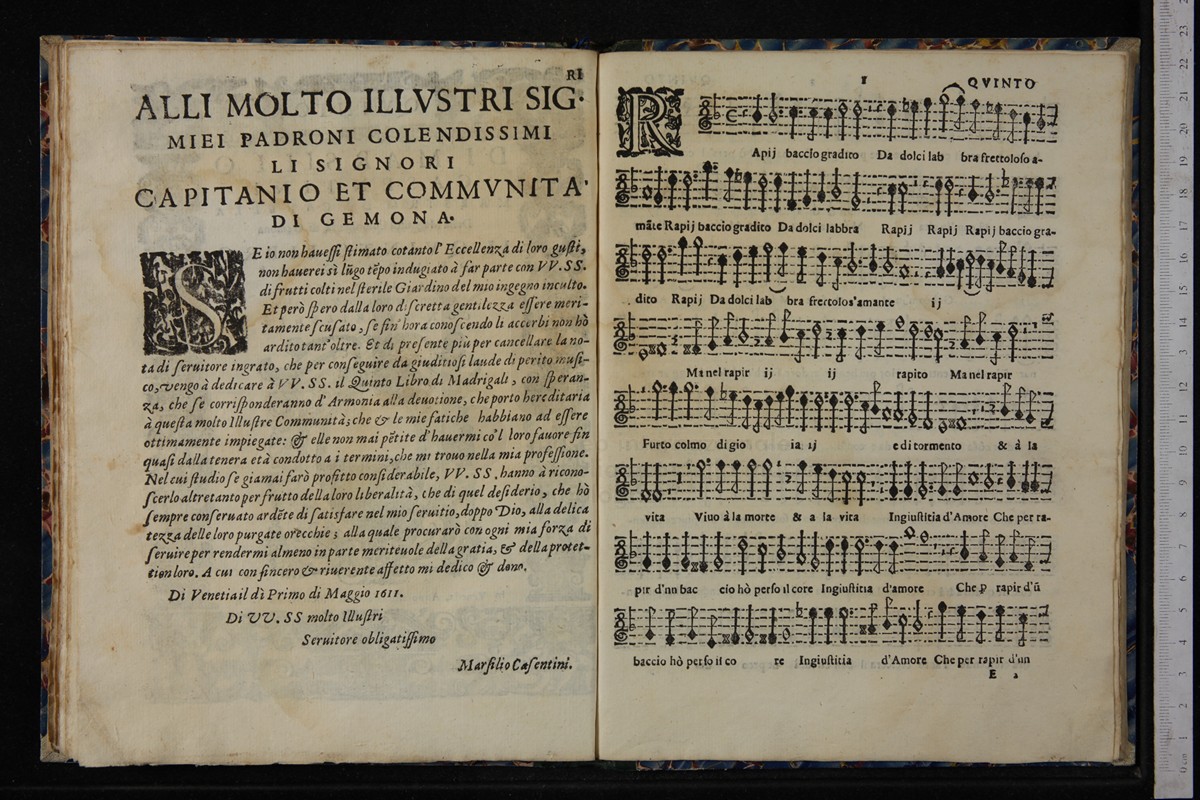 RI
ALLI MOLTO ILLVSTRI SIG.
MIEI PADRONI COLENDISSIMI
LI SIGNORI
CAPITANIO ET COMMVNITA'
DI GEMONA.
SE io non hauessi stimato cotanto l'Eccellenza di loro gusti,
non hauerei sì lũgo tẽpo indugiato à far parte con VV. SS.
di frutti colti nel sterile Giardino del mio ingegno inculto.
Et però spero dalla loro discretta gentilezza essere meri-
tamente scusato, se fin' hora conoscendo li accerbi non hò
ardito tant'oltre. Et di presente più per cancellare la no-
ta di seruitore ingrato, che per conseguire da giuditiosi laude di perito musi-
co, vengo à dedicare à VV. SS. il Quinto Libro di Madrigali, con speran-
za, che se corrisponderanno d'Armonia alla deuotione, che porto hereditaria
à questa molto Illustre Communità; che & le mie fatiche habbiano ad essere
ottimamente impiegate: & elle non mai pẽtite d'hauermi co'l loro fauore fin
quasi dalla tenera età condotto a i termini, che mi trouo nella mia professione.
Nel cui studio se giamai farò profitto considerabile, VV. SS. hanno à ricono-
scerlo altretanto per frutto della loro liberalità, che di quel desiderio, che hò
sempre conseruato ardẽte di satisfare nel mio seruitio, doppo Dio, alla delica
tezza delle loro purgate orecchie; alla quale procurarò con ogni mia forza di
seruire per rendermi almeno in parte meriteuole della gratia, & della protet-
tion loro. A cui con sincero & riuerente affetto mi dedico & dono.
Di Venetia il dì Primo di Maggio 1611.
Di VV. SS molto Illustri
Seruitore obligatissimo
Marsilio Casentini.
1 QVINTO
RApij baccio gradito Da dolci lab bra frettoloso a-
mãte Rapij baccio gradito Da dolci labbra Rapij Rapij Rapij baccio gra-
dito Rapij Da dolci lab bra frettolos'amante ij
Ma nel rapir ij ij rapito Ma nel rapir
Furto colmo di gio ia ij e di tormento & à la
vita Viuo à la morte & a la vita Ingiustitia d'Amore Che per ra-
pir d'un bac cio hò perso il core Ingiustitia d'amore Che ꝑ rapir d'ũ
baccio hò perso il co re Ingiustitia d'Amore Che per rapir d'un
E 2